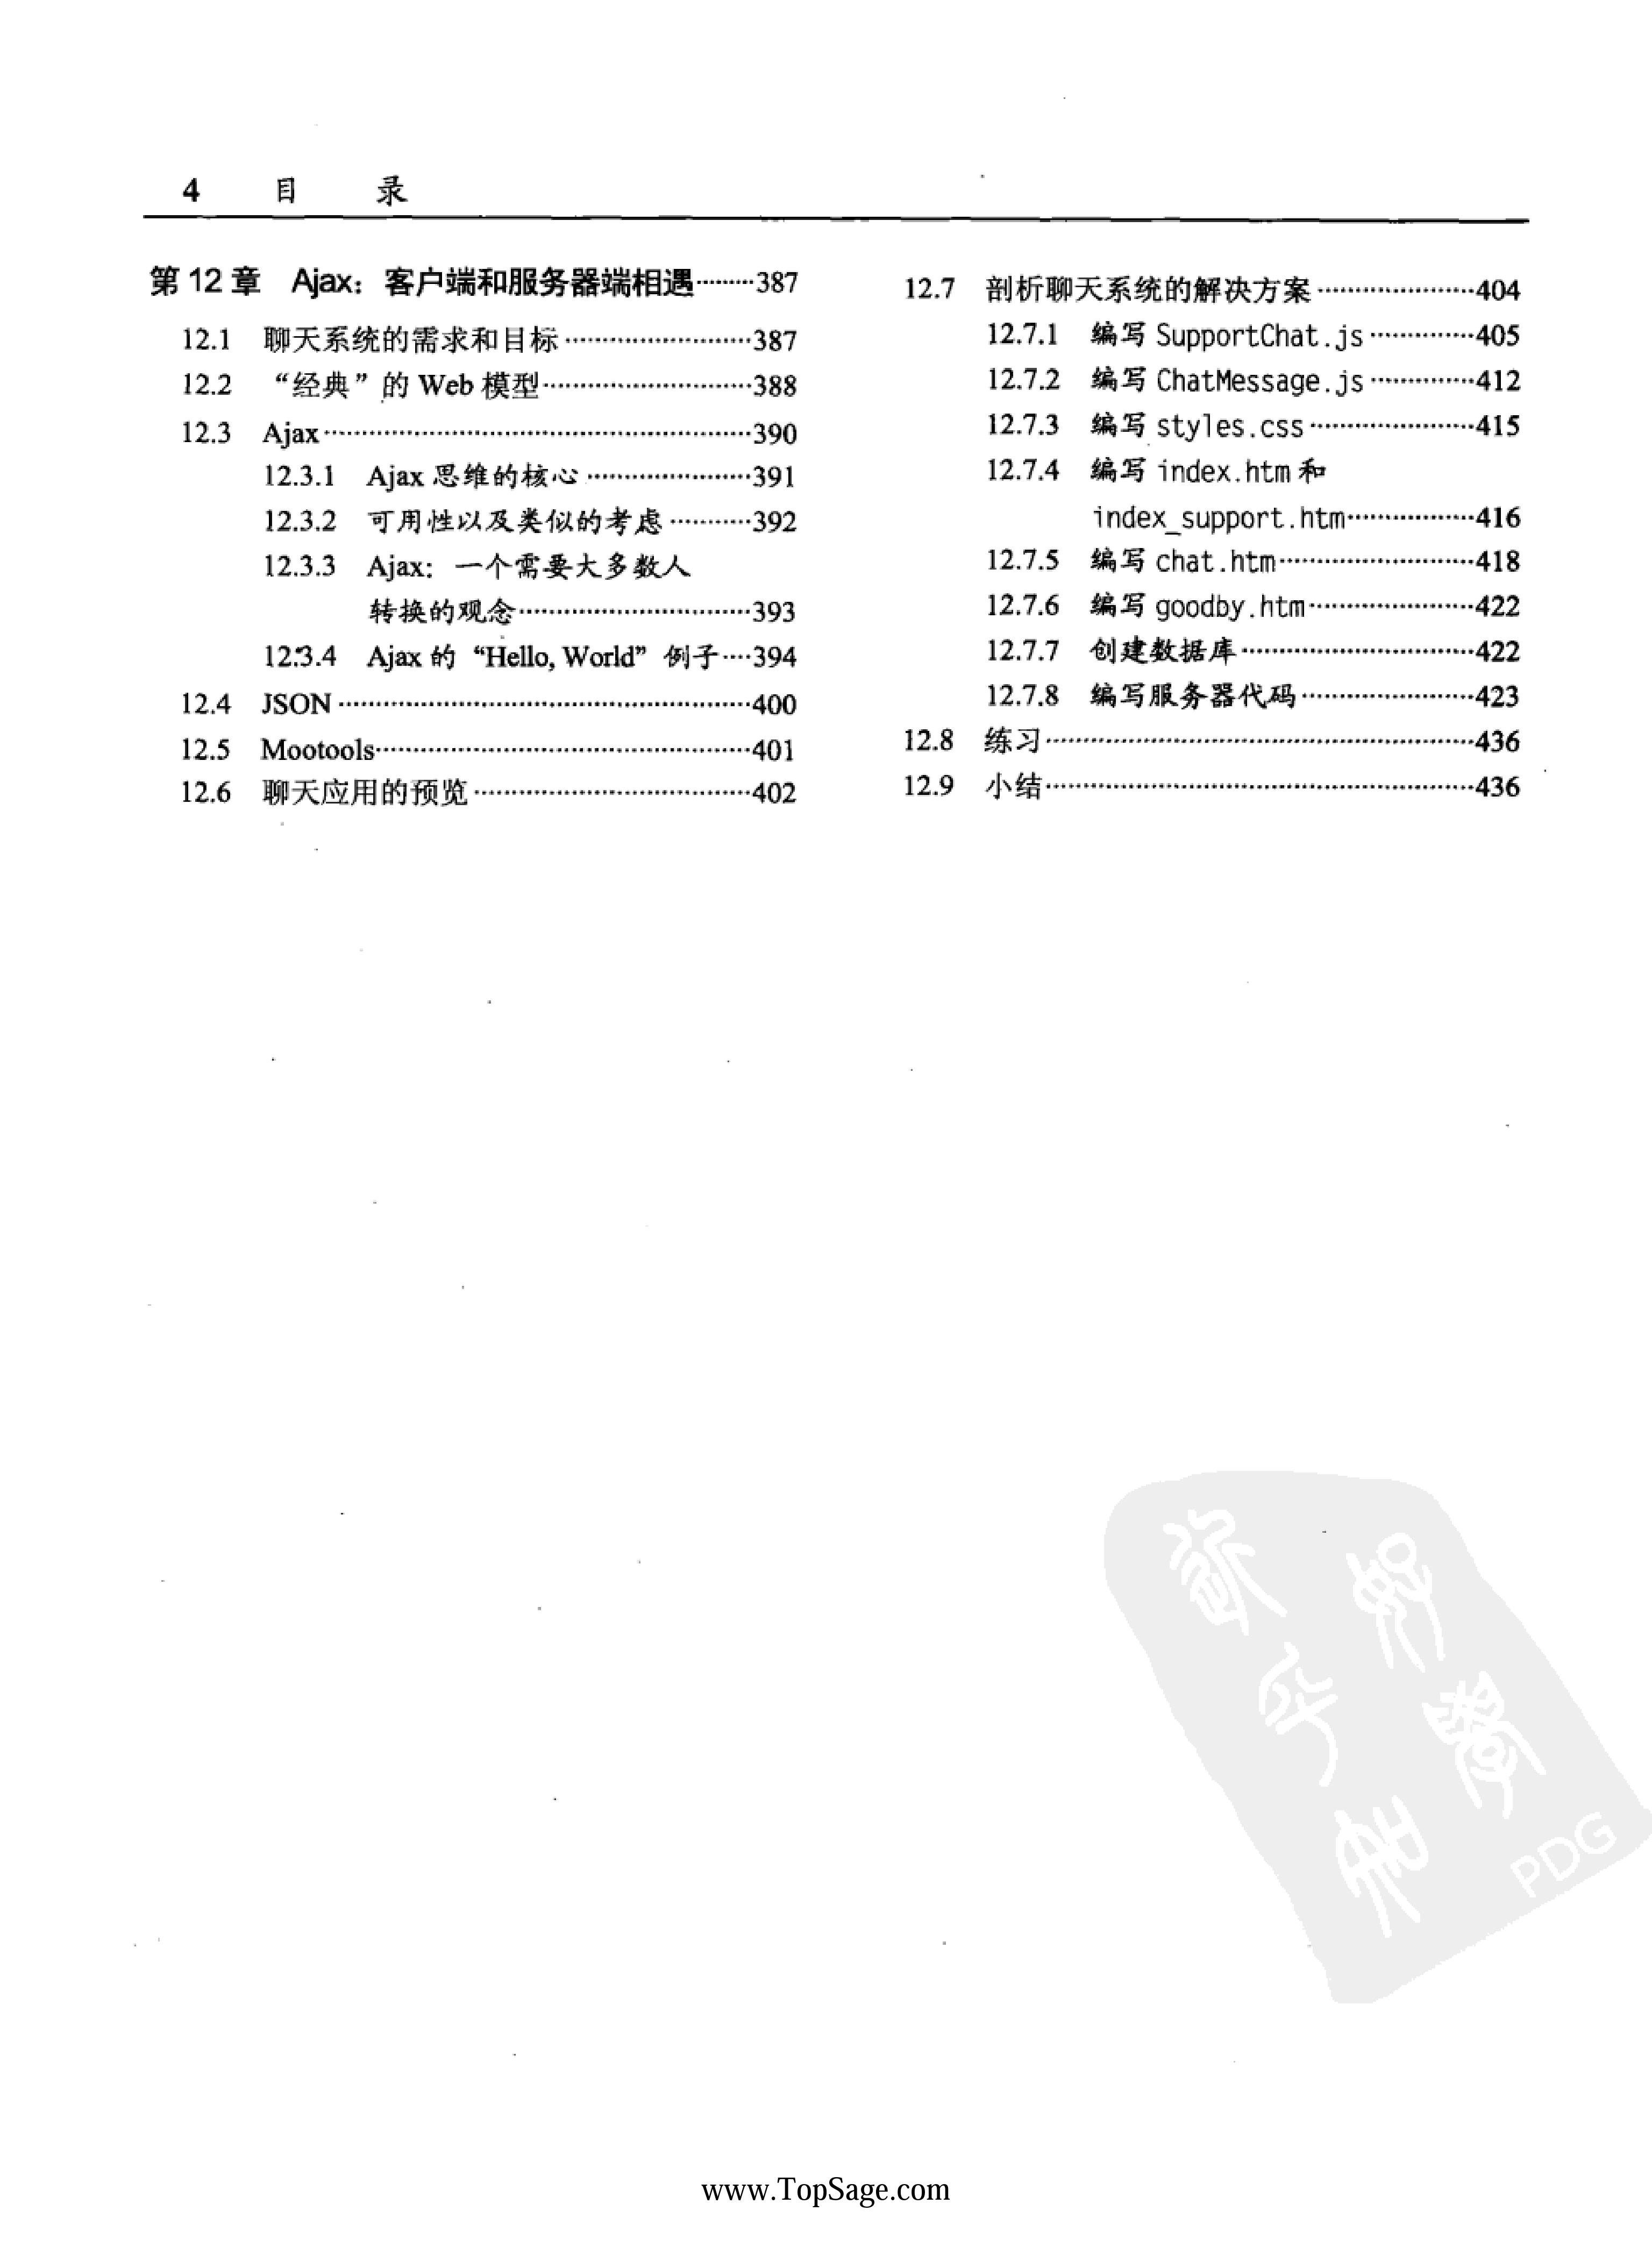 4 目 录
第 12 章 Ajax：客户端和服务器端相遇………387
12.1 聊天系统的需求和目标………387
12.2 “经典”的 Web 模型………388
12.3 Ajax………390
12.3.1 Ajax 思维的核心………391
12.3.2 可用性以及类似的考虑………392
12.3.3 Ajax：一个需要大多数人
转换的观念………393
12.3.4 Ajax 的“Hello, World”例子……394
12.4 JSON………400
12.5 Mootools………401
12.6 聊天应用的预览………402
12.7 剖析聊天系统的解决方案………404
12.7.1 编写 SupportChat.js………405
12.7.2 编写 ChatMessage.js………412
12.7.3 编写 styles.css………415
12.7.4 编写 index.htm 和
index_support.htm………416
12.7.5 编写 chat.htm………418
12.7.6 编写 goodby.htm………422
12.7.7 创建数据库………422
12.7.8 编写服务器代码………423
12.8 练习………436
12.9 小结………436
PDG
www.TopSage.com